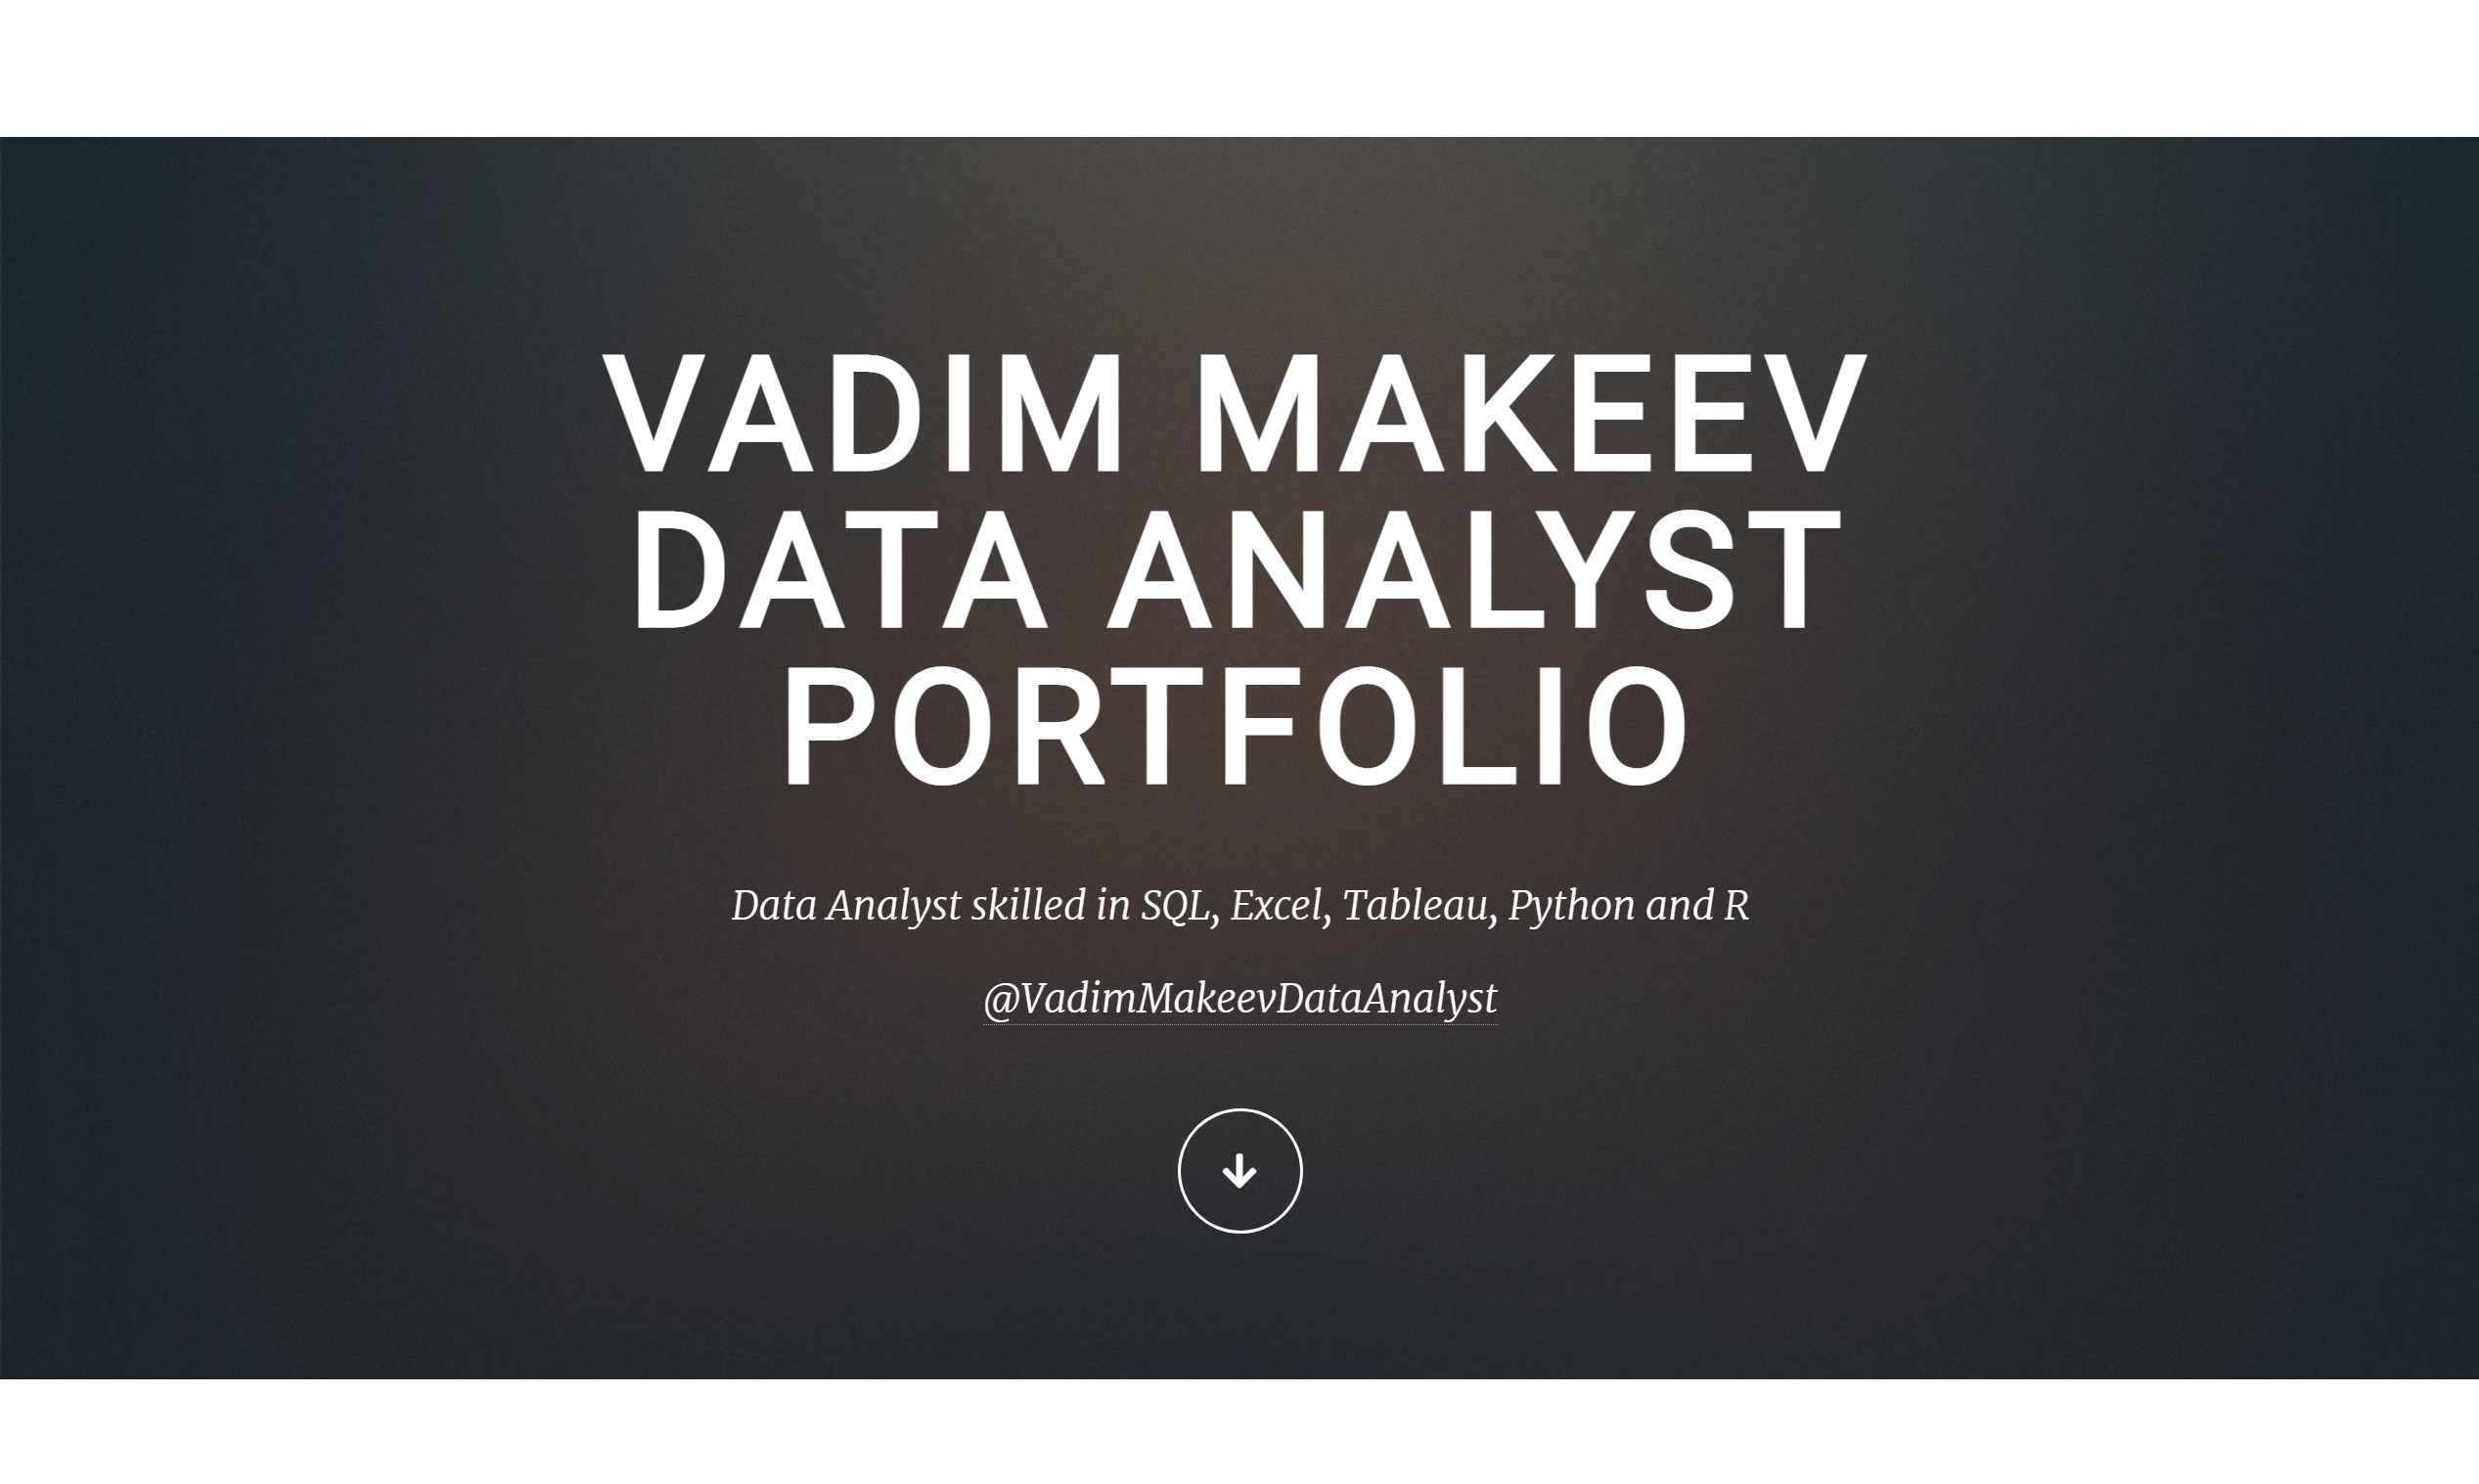 VADIM MAKEEV
DATA ANALYST
PORTFOLIO
Data Analyst skilled in SQL, Excel, Tableau, Python and R
@VadimMakeevDataAnalyst